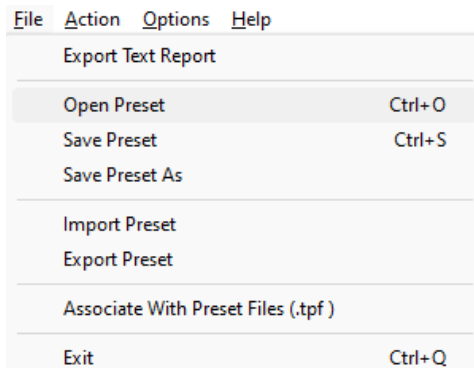 File Action Options Help
Export Text Report
Open Preset Ctrl+O
Save Preset Ctrl+S
Save Preset As
Import Preset
Export Preset
Associate With Preset Files (.tpf )
Exit Ctrl+Q